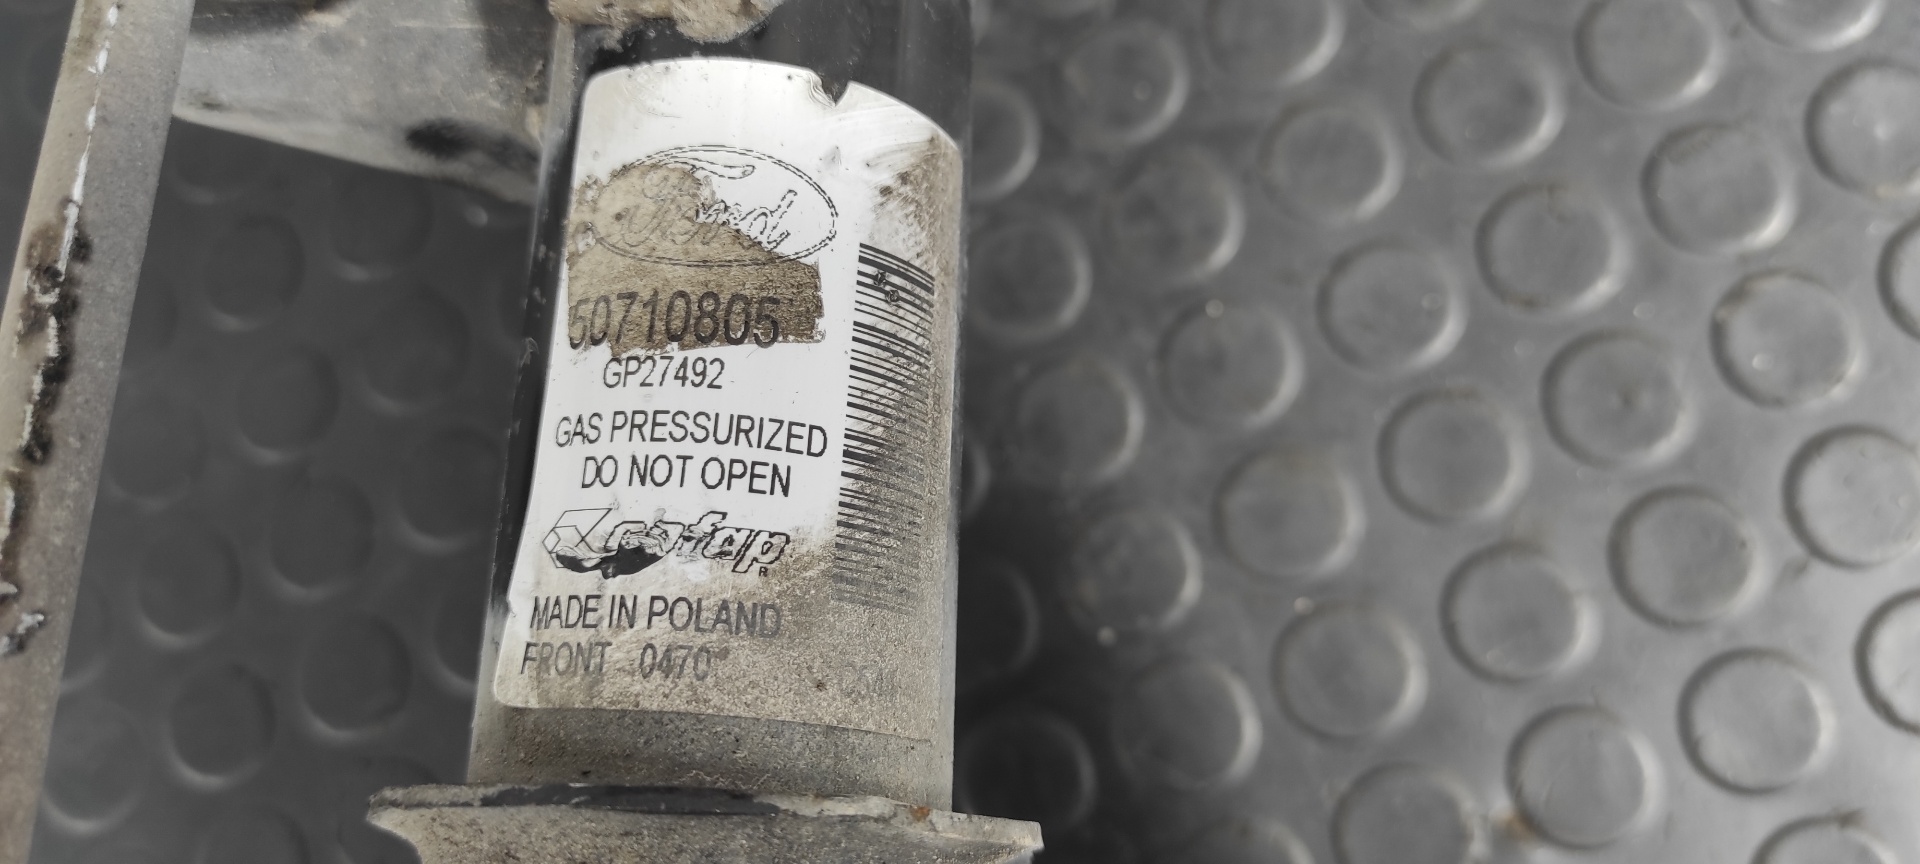 Ford
50710805
GP27492
GAS PRESSURIZED
DO NOT OPEN
MADE IN POLAND
FRONT 0470